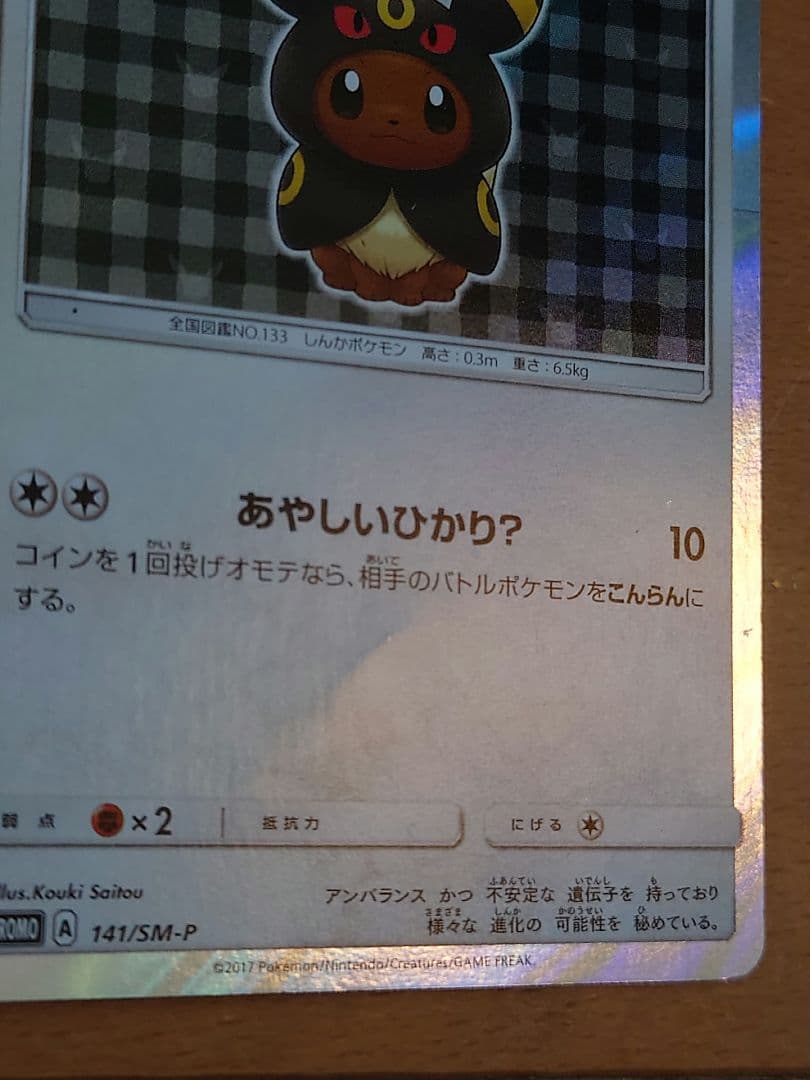 全国図鑑NO.133 しんかポケモン 高さ:0.3m 重さ:6.5kg
あやしいひかり? 10
コインを1回投げオモテなら、相手のバトルポケモンをこんらんに
する。
弱点 ×2 抵抗力 にげる
llus.Kouki Saitou
アンバランス かつ 不安定な 遺伝子を 持っており
様々な 進化の 可能性を 秘めている。
ROMO A 141/SM-P
©2017 Pokémon/Nintendo/Creatures/GAME FREAK.